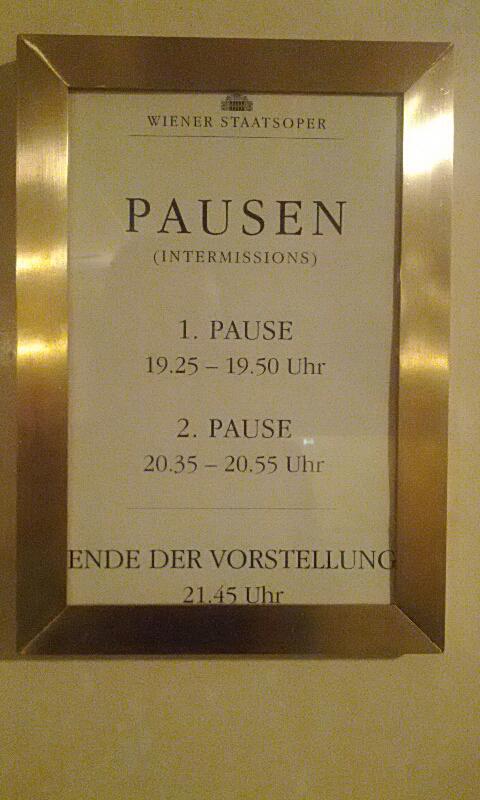 WIENER STAATSOPER
PAUSEN
(INTERMISSIONS)
1. PAUSE
19.25 – 19.50 Uhr
2. PAUSE
20.35 – 20.55 Uhr
ENDE DER VORSTELLUNG
21.45 Uhr